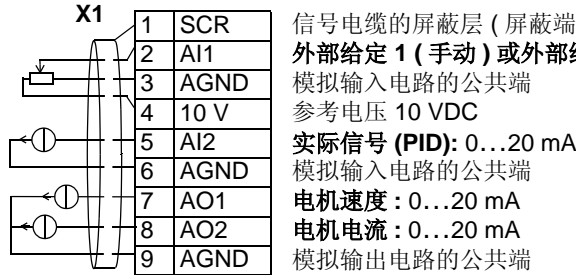 X1
1 SCR 信号电缆的屏蔽层 ( 屏蔽端
2 AI1 外部给定 1 ( 手动 ) 或外部
3 AGND 模拟输入电路的公共端
4 10 V 参考电压 10 VDC
5 AI2 实际信号 (PID): 0…20 mA
6 AGND 模拟输入电路的公共端
7 AO1 电机速度 : 0…20 mA
8 AO2 电机电流 : 0…20 mA
9 AGND 模拟输出电路的公共端